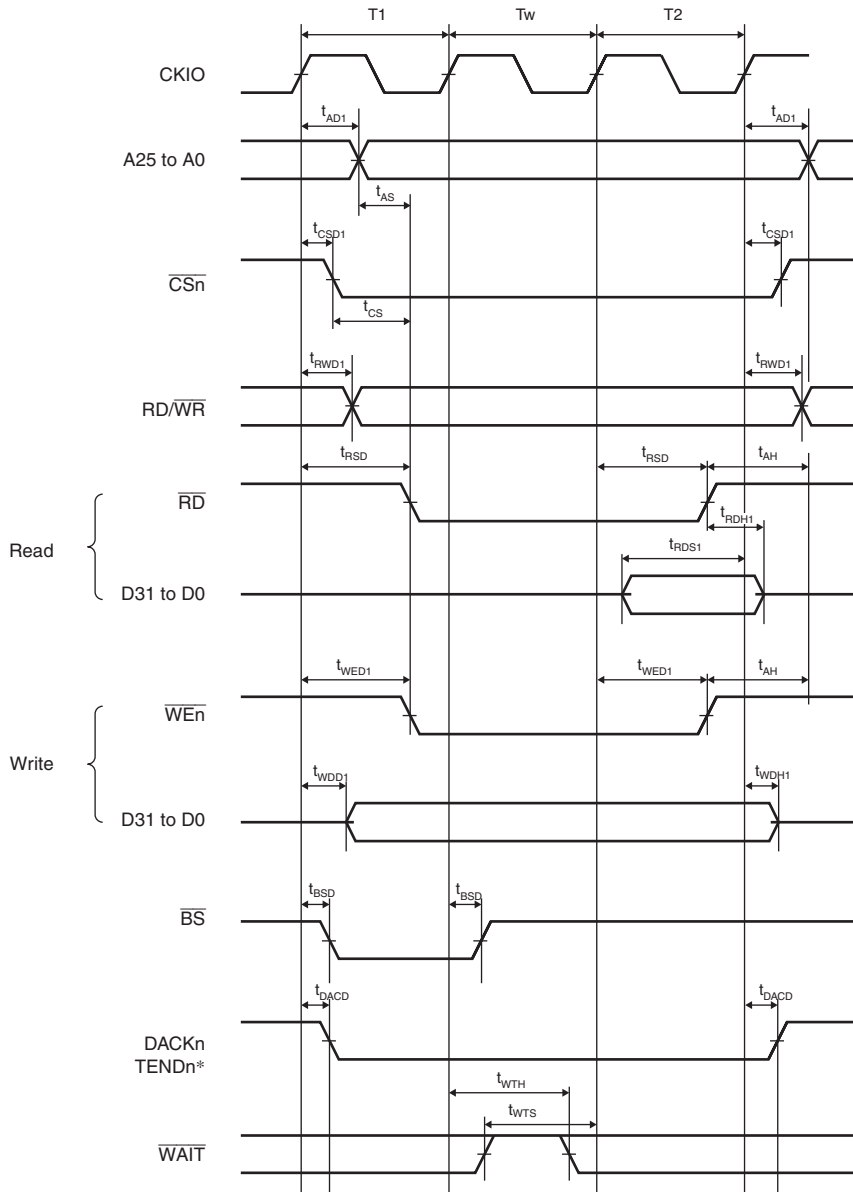 T1 Tw T2
CKIO
tAD1 tAD1
A25 to A0
tAS
tCSD1 tCSD1
CSn
tCS
tRWD1 tRWD1
RD/WR
tRSD tRSD tAH
RD
tRDH1
Read
tRDS1
D31 to D0
tWED1 tWED1 tAH
WEn
Write
tWDD1 tWDH1
D31 to D0
tBSD tBSD
BS
tDACD tDACD
DACKn
TENDn*
tWTH
tWTS
WAIT